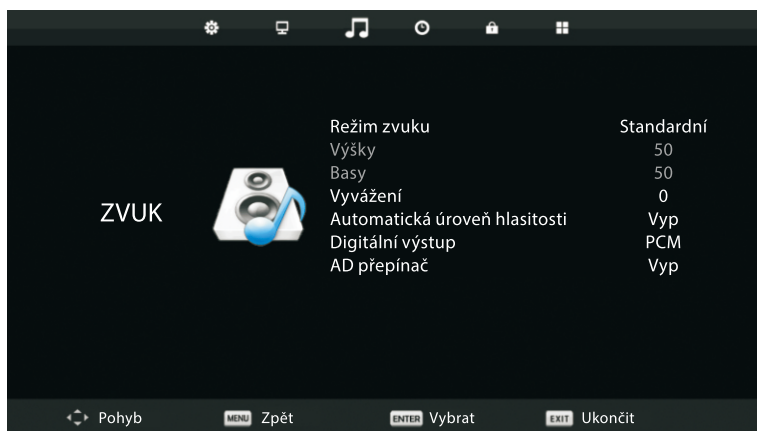 Režim zvuku Standardní
Výšky 50
Basy 50
Vyvážení 0
ZVUK
Automatická úroveň hlasitosti Vyp
Digitální výstup PCM
AD přepínač Vyp
Pohyb MENU Zpět ENTER Vybrat EXIT Ukončit